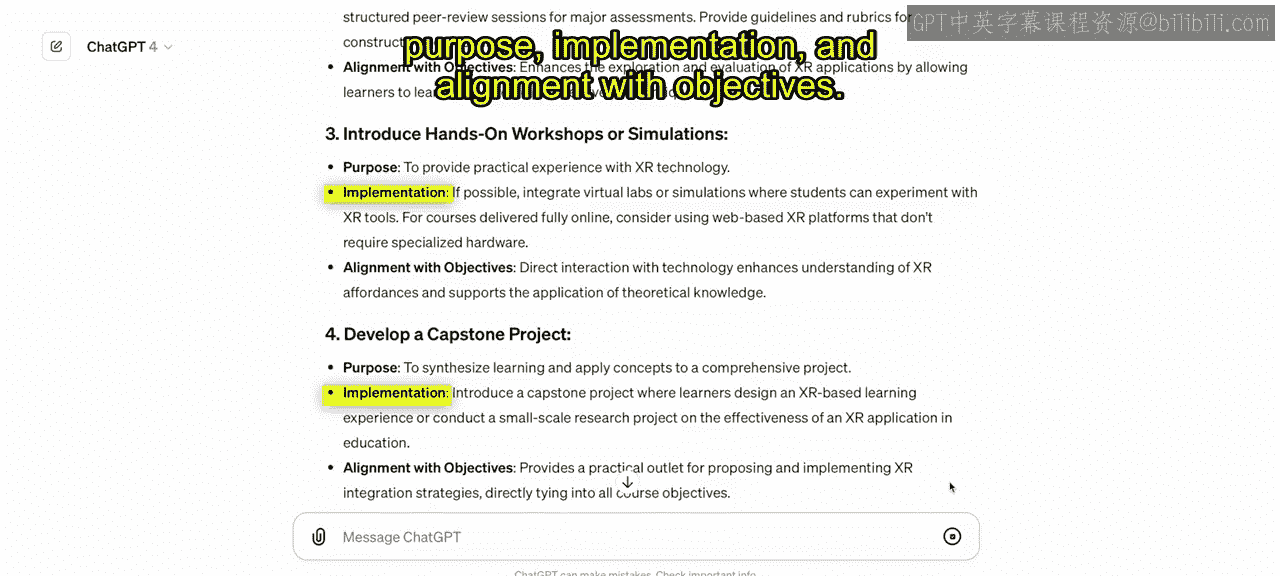 structured peer-review sessions for major assessments. Provide guidelines and rubrics for
GPT中英字幕课程资源@bilibili.com
ChatGPT 4
purpose, implementation, and
alignment with objectives.
Alignment with Objectives: Enhances the exploration and evaluation of XR applications by allowing
learners to
3. Introduce Hands-On Workshops or Simulations:
• Purpose: To provide practical experience with XR technology.
• Implementation: If possible, integrate virtual labs or simulations where students can experiment with
XR tools. For courses delivered fully online, consider using web-based XR platforms that don't
require specialized hardware.
• Alignment with Objectives: Direct interaction with technology enhances understanding of XR
affordances and supports the application of theoretical knowledge.
4. Develop a Capstone Project:
• Purpose: To synthesize learning and apply concepts to a comprehensive project.
• Implementation: Introduce a capstone project where learners design an XR-based learning
experience or conduct a small-scale research project on the effectiveness of an XR application in
education.
• Alignment with Objectives: Provides a practical outlet for proposing and implementing XR
integration strategies, directly tying into all course objectives.
Message ChatGPT
ChatGPT can make mistakes. Check important info.